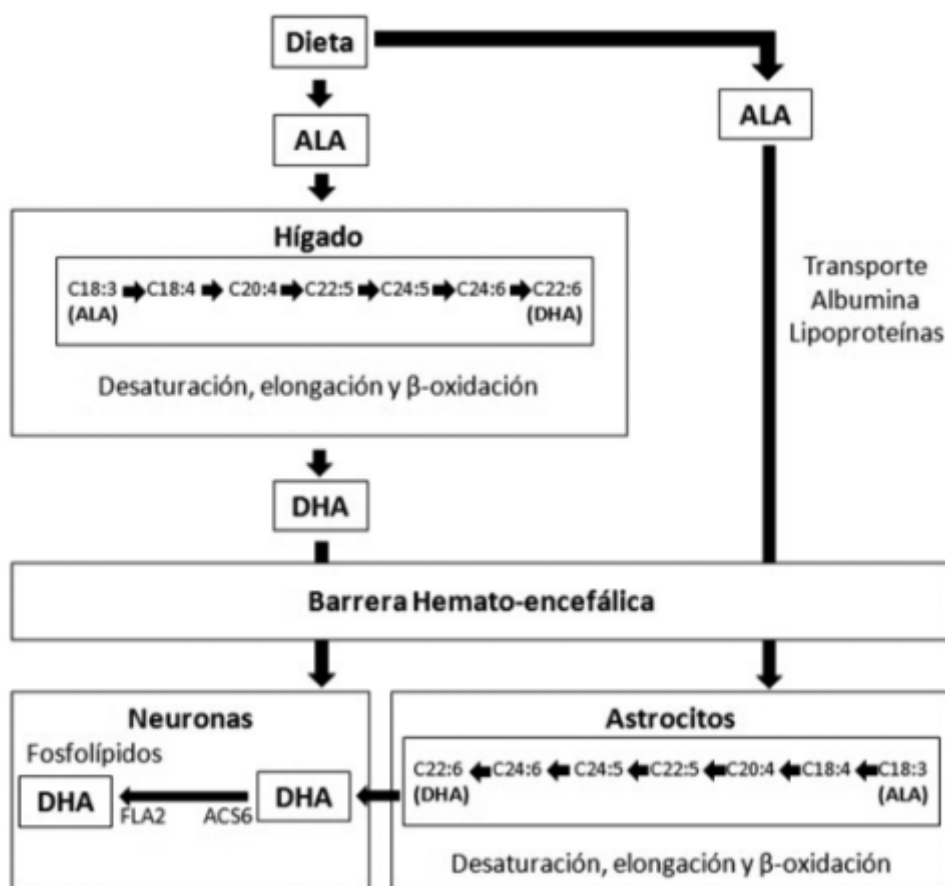 Dieta
ALA
ALA
Hígado
C18:3 C18:4 C20:4 C22:5 C24:5 C24:6 C22:6
(ALA) (DHA)
Desaturación, elongación y β-oxidación
Transporte
Albumina
Lipoproteínas
DHA
Barrera Hemato-encefálica
Neuronas
Fosfolípidos
DHA
FLA2 ACS6
DHA
Astrocitos
C22:6 C24:6 C24:5 C22:5 C20:4 C18:4 C18:3
(DHA) (ALA)
Desaturación, elongación y β-oxidación